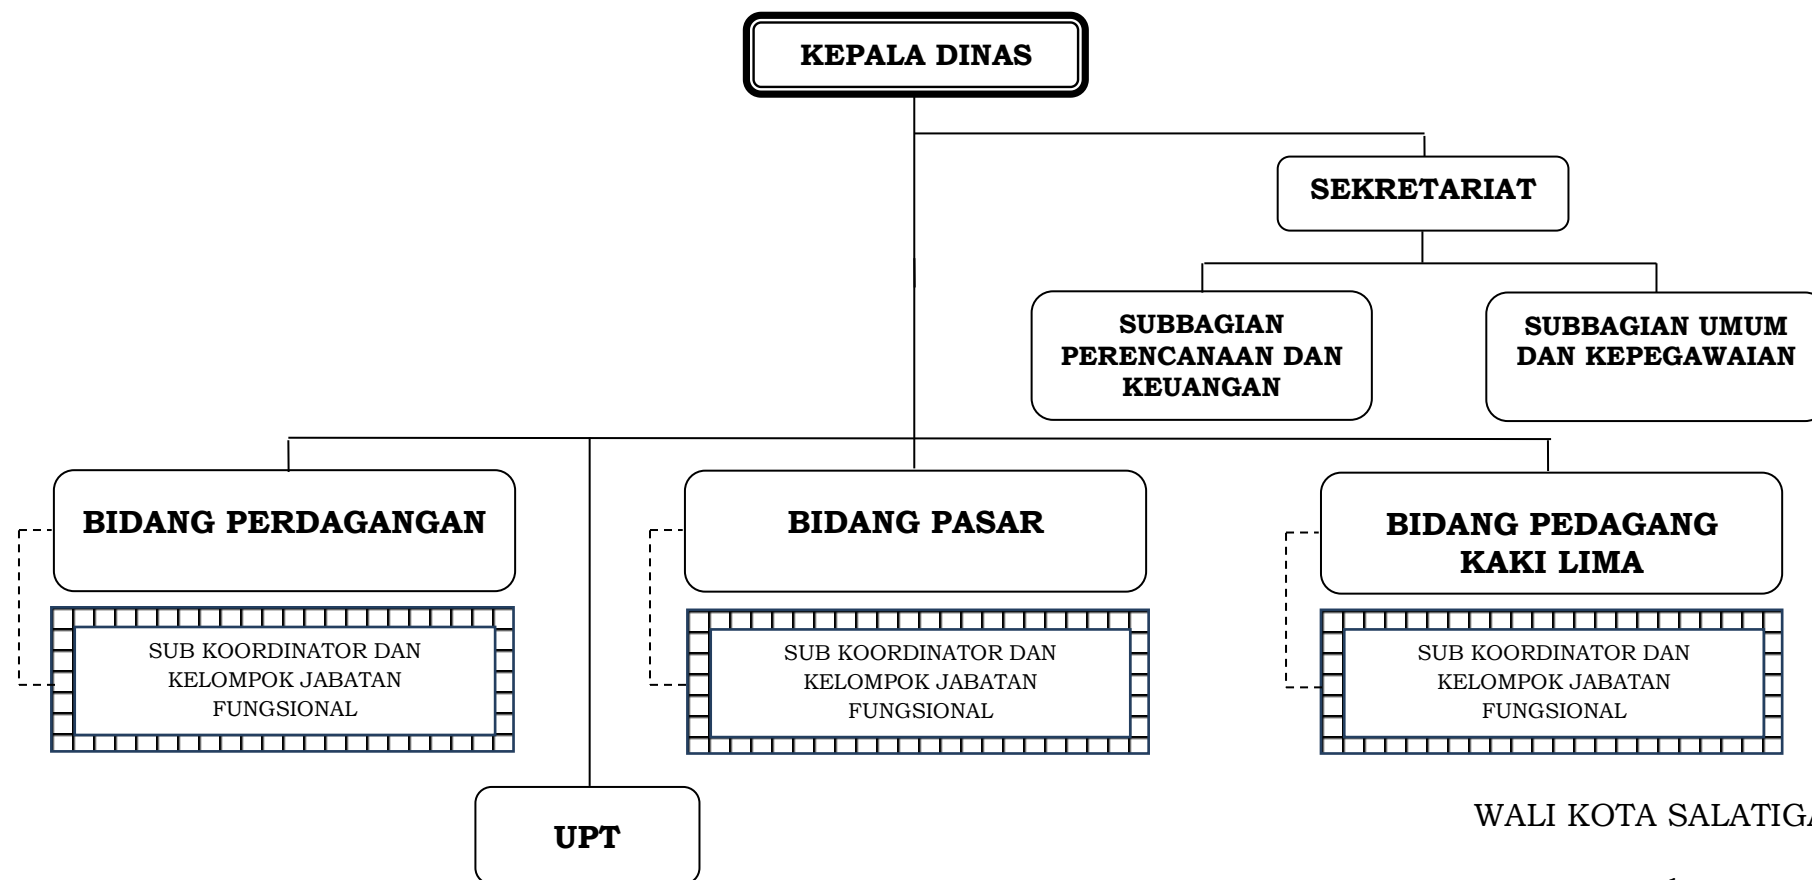 KEPALA DINAS
SEKRETARIAT
SUBBAGIAN
PERENCANAAN DAN
KEUANGAN
SUBBAGIAN UMUM
DAN KEPEGAWAIAN
BIDANG PERDAGANGAN
BIDANG PASAR
BIDANG PEDAGANG
KAKI LIMA
SUB KOORDINATOR DAN
KELOMPOK JABATAN
FUNGSIONAL
SUB KOORDINATOR DAN
KELOMPOK JABATAN
FUNGSIONAL
SUB KOORDINATOR DAN
KELOMPOK JABATAN
FUNGSIONAL
UPT
WALI KOTA SALATIGA